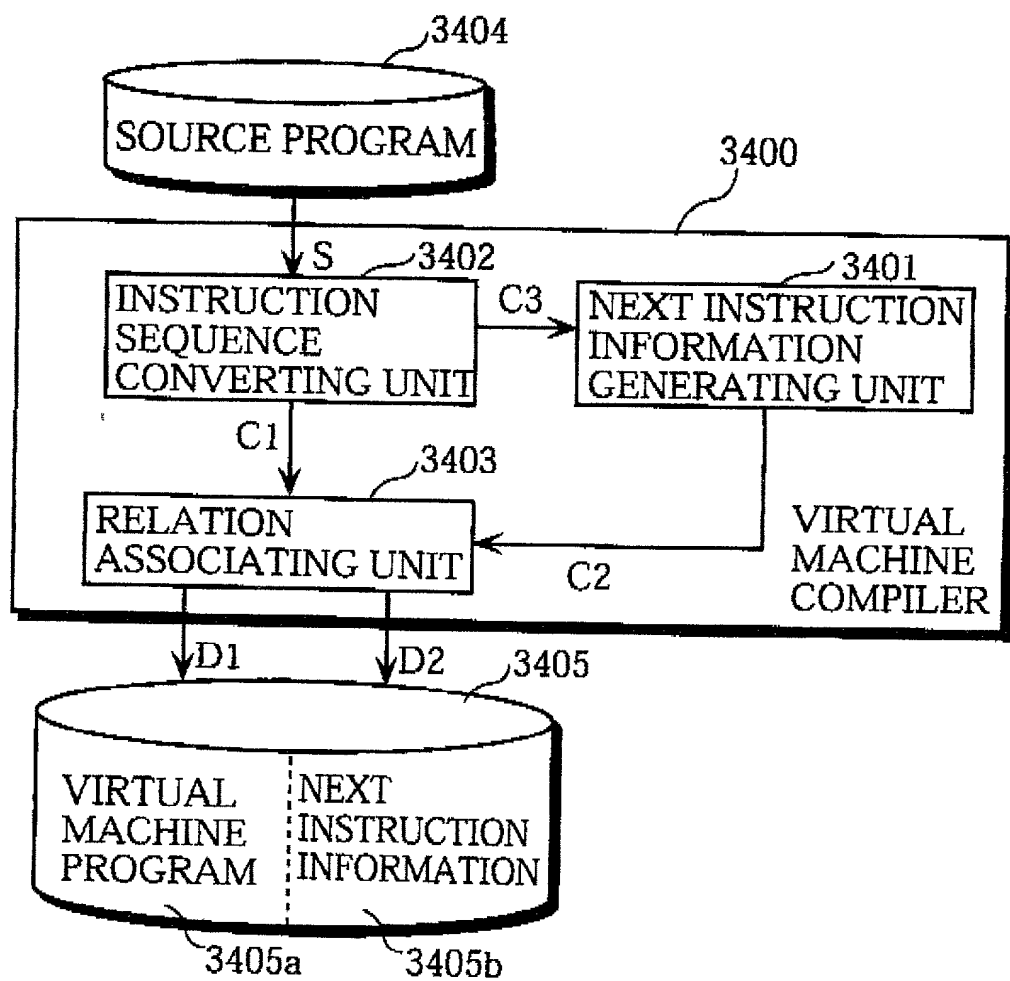 3404
SOURCE PROGRAM
3400
S
3402
3401
INSTRUCTION
SEQUENCE
CONVERTING UNIT
C3
NEXT INSTRUCTION
INFORMATION
GENERATING UNIT
C1
3403
RELATION
ASSOCIATING UNIT
C2
VIRTUAL
MACHINE
COMPILER
D1
D2
3405
VIRTUAL
MACHINE
PROGRAM
NEXT
INSTRUCTION
INFORMATION
3405a
3405b